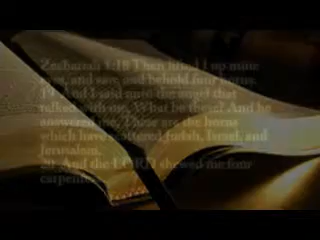 Zechariah 1:18 Then lifted I up mine
eyes, and saw, and behold four horns.
19. And I said unto the angel that
talked with me, What be these? And he
answered me, These are the horns
which have scattered Judah, Israel, and
Jerusalem.
20. And the LORD shewed me four
carpenters.